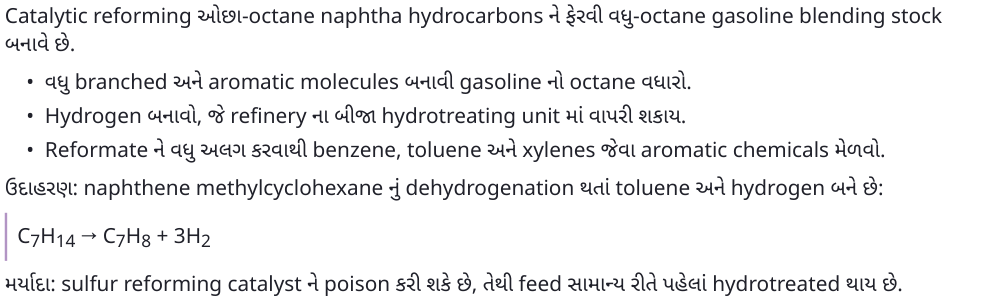 Catalytic reforming ઓછા-octane naphtha hydrocarbons ને ફેરવી વધુ-octane gasoline blending stock
બનાવે છે.
• વધુ branched અને aromatic molecules બનાવી gasoline નો octane વધારો.
• Hydrogen બનાવો, જે refinery ના બીજા hydrotreating unit માં વાપરી શકાય.
• Reformate ને વધુ અલગ કરવાથી benzene, toluene અને xylenes જેવા aromatic chemicals મેળવો.
ઉદાહરણ: naphthene methylcyclohexane નું dehydrogenation થતાં toluene અને hydrogen બને છે:
C₇H₁₄ → C₇H₈ + 3H₂
મર્યાદા: sulfur reforming catalyst ને poison કરી શકે છે, તેથી feed સામાન્ય રીતે પહેલાં hydrotreated થાય છે.